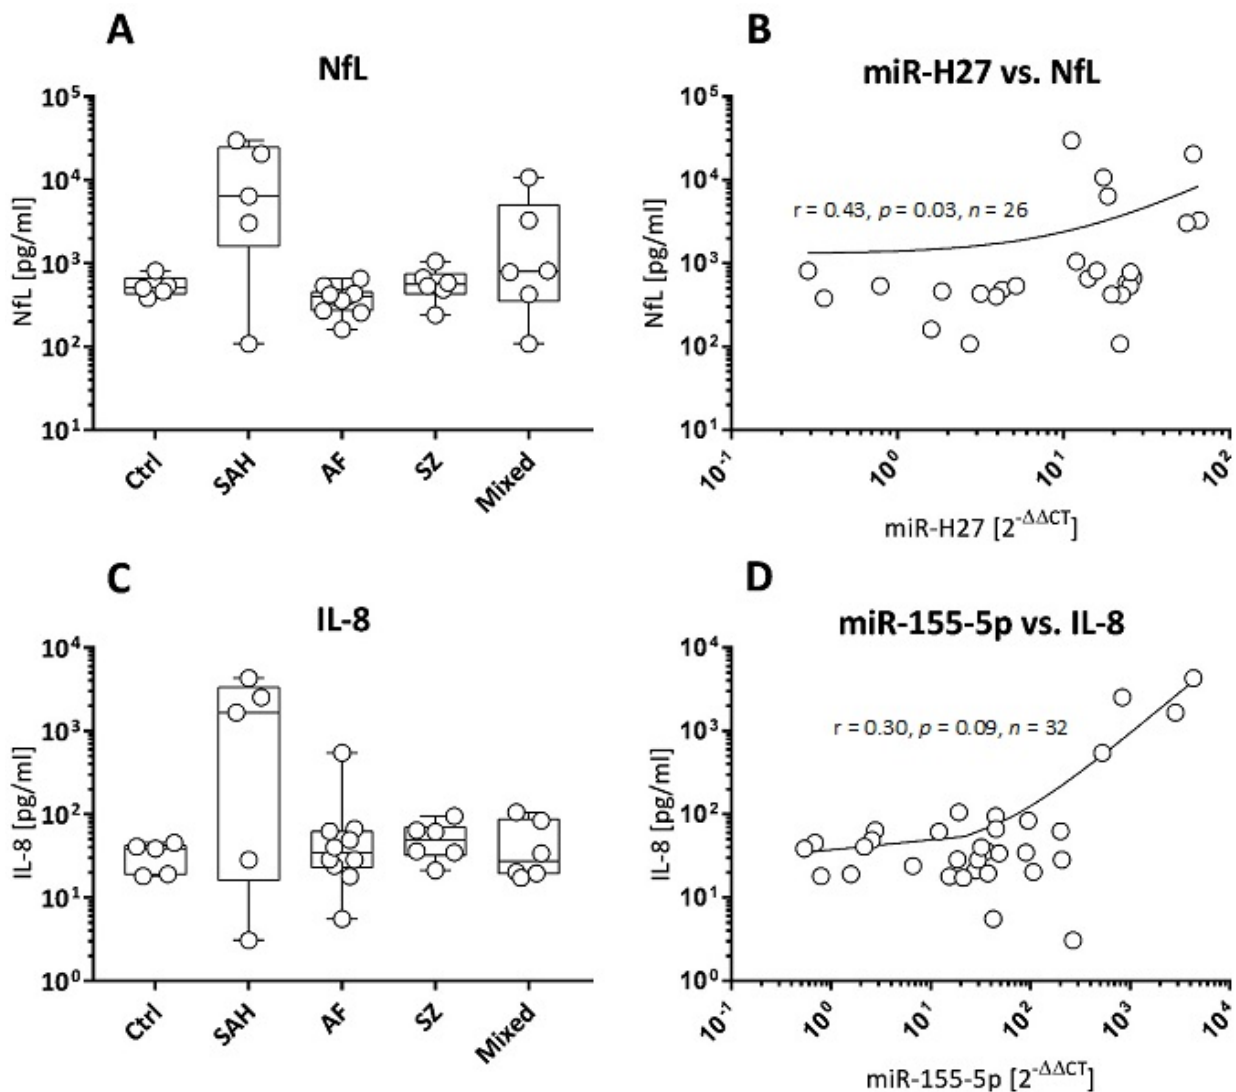 A
NfL
NfL [pg/ml]
10⁵
10⁴
10³
10²
10¹
Ctrl
SAH
AF
SZ
Mixed
B
miR-H27 vs. NfL
NfL [pg/ml]
10⁵
10⁴
10³
10²
10¹
r = 0.43, p = 0.03, n = 26
10⁻¹
10⁰
10¹
10²
miR-H27 [2⁻ΔΔCT]
C
IL-8
IL-8 [pg/ml]
10⁴
10³
10²
10¹
10⁰
Ctrl
SAH
AF
SZ
Mixed
D
miR-155-5p vs. IL-8
IL-8 [pg/ml]
10⁴
10³
10²
10¹
10⁰
r = 0.30, p = 0.09, n = 32
10⁻¹
10⁰
10¹
10²
10³
10⁴
miR-155-5p [2⁻ΔΔCT]